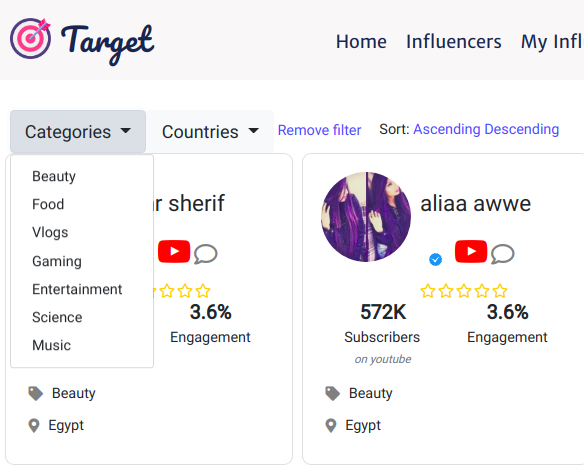 Target
Home Influencers My Infl
Categories Countries Remove filter Sort: Ascending Descending
Beauty
Food
Vlogs
Gaming
Entertainment
Science
Music
r sherif
3.6%
Engagement
Beauty
Egypt
aliaa awwe
572K 3.6%
Subscribers Engagement
on youtube
Beauty
Egypt